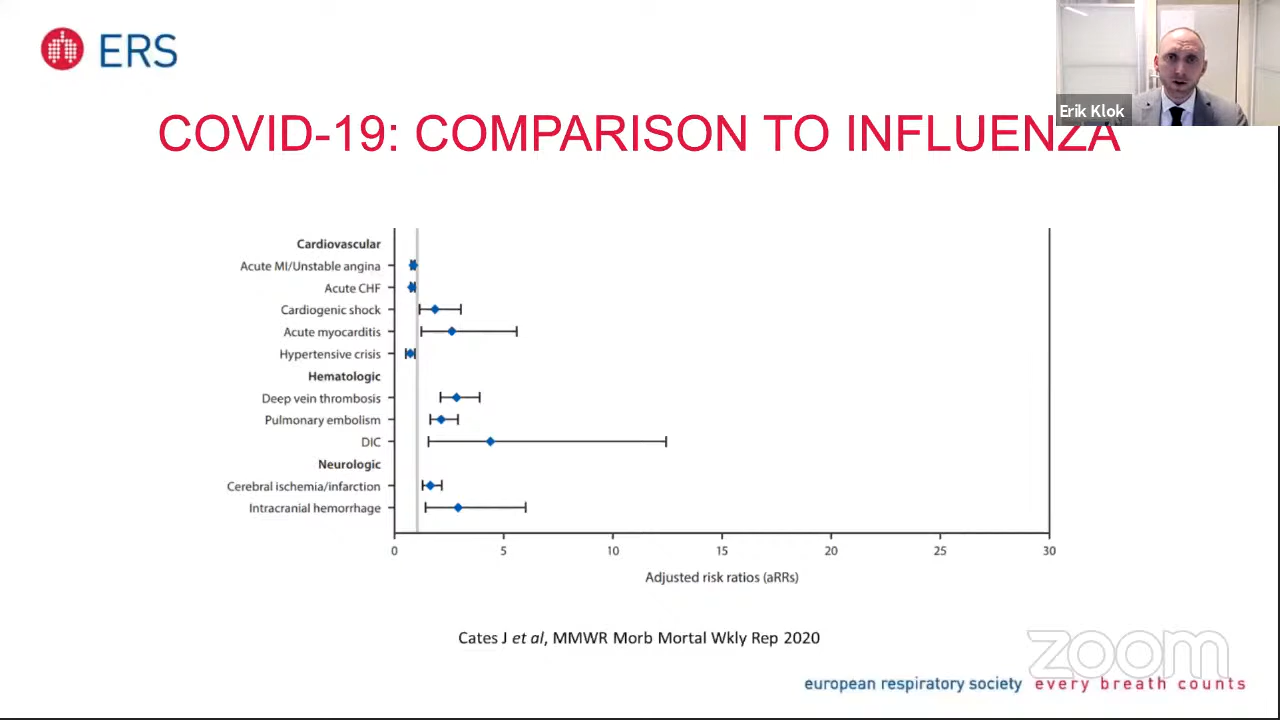 ERS
Erik Klok
COVID-19: COMPARISON TO INFLUENZA
Cardiovascular
Acute MI/Unstable angina
Acute CHF
Cardiogenic shock
Acute myocarditis
Hypertensive crisis
Hematologic
Deep vein thrombosis
Pulmonary embolism
DIC
Neurologic
Cerebral ischemia/infarction
Intracranial hemorrhage
0 5 10 15 20 25 30
Adjusted risk ratios (aRRs)
Cates J et al, MMWR Morb Mortal Wkly Rep 2020
zoom
european respiratory society every breath counts